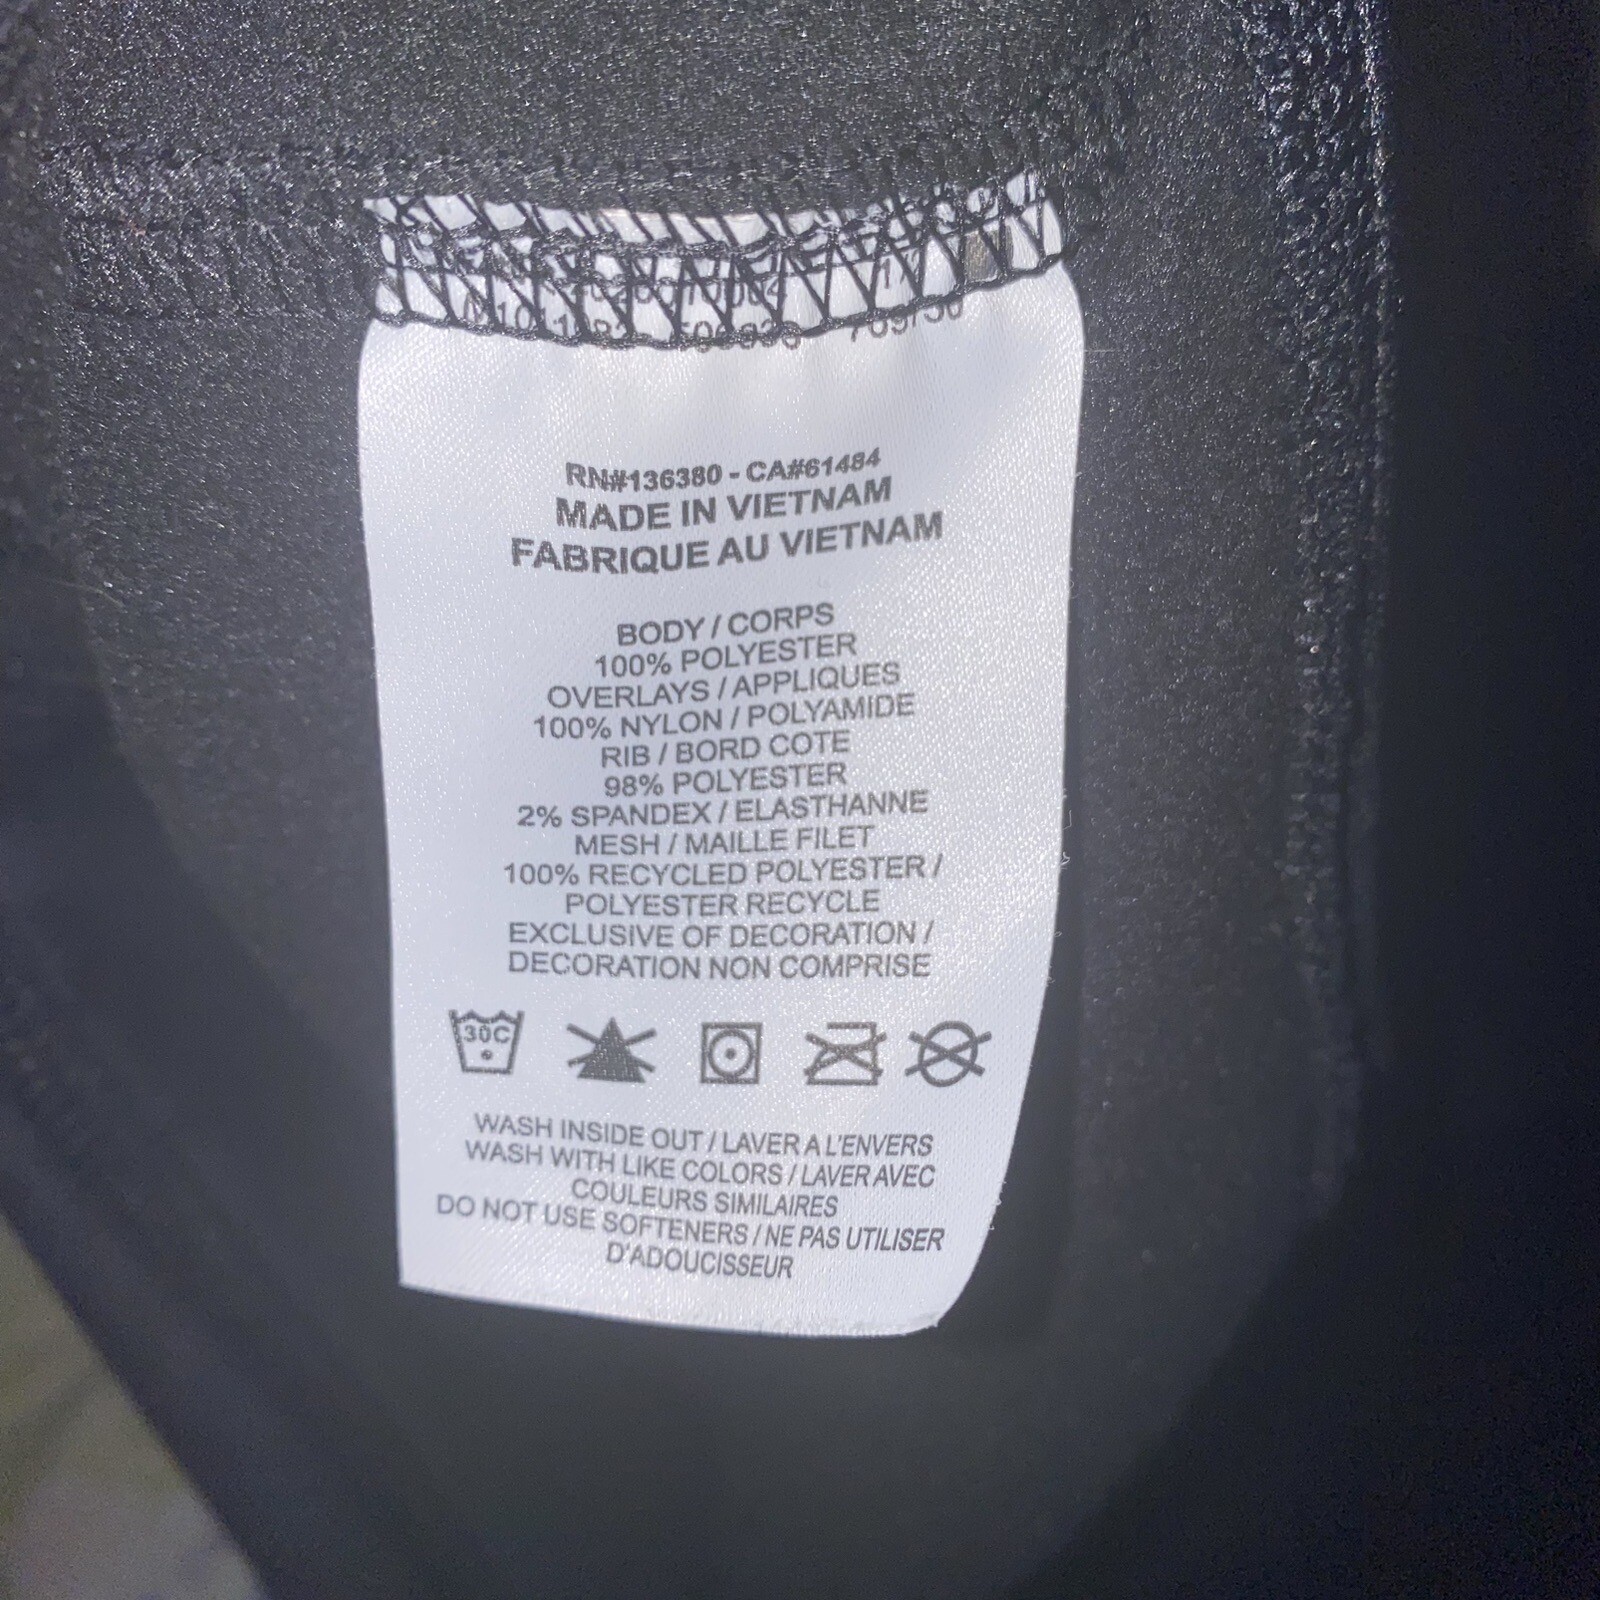 RN#136380 - CA#61484
MADE IN VIETNAM
FABRIQUE AU VIETNAM
BODY / CORPS
100% POLYESTER
OVERLAYS / APPLIQUES
100% NYLON / POLYAMIDE
RIB / BORD COTE
98% POLYESTER
2% SPANDEX / ELASTHANNE
MESH / MAILLE FILET
100% RECYCLED POLYESTER /
POLYESTER RECYCLE
EXCLUSIVE OF DECORATION /
DECORATION NON COMPRISE
30C
WASH INSIDE OUT / LAVER A L'ENVERS
WASH WITH LIKE COLORS / LAVER AVEC
COULEURS SIMILAIRES
DO NOT USE SOFTENERS / NE PAS UTILISER
D'ADOUCISSEUR